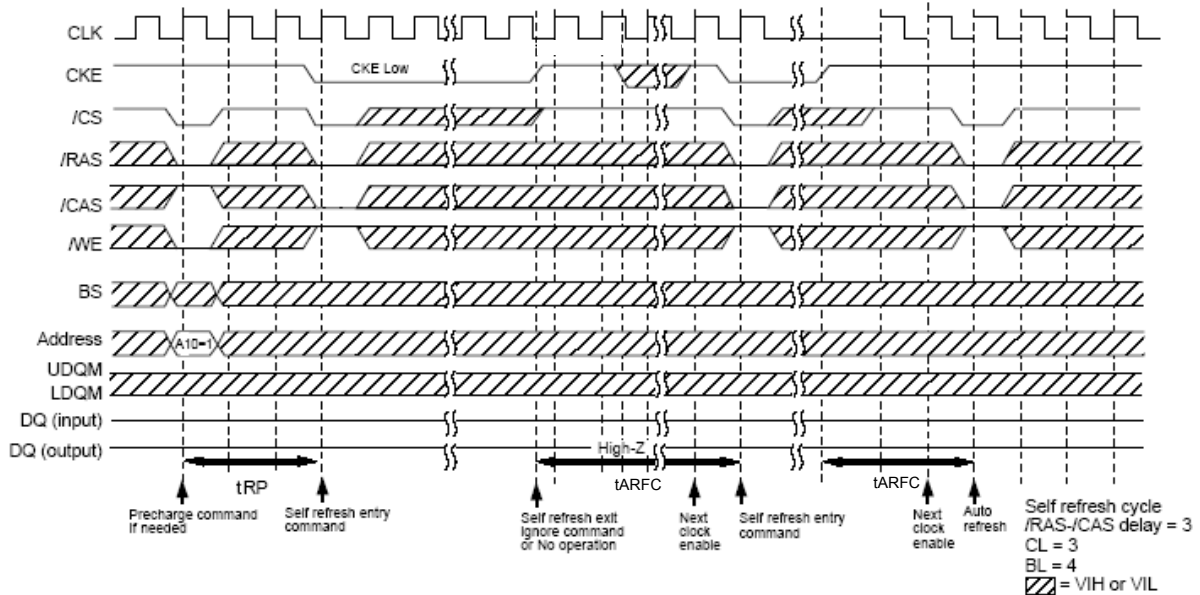 CLK
CKE
CKE Low
/CS
/RAS
/CAS
/WE
BS
Address
A10=1
UDQM
LDQM
DQ (input)
DQ (output)
High-Z
tRP
tARFC
tARFC
Precharge command
If needed
Self refresh entry
command
Self refresh exit
Ignore command
or No operation
Next
clock
enable
Self refresh entry
command
Next
clock
enable
Auto
refresh
Self refresh cycle
/RAS-/CAS delay = 3
CL = 3
BL = 4
= VIH or VIL